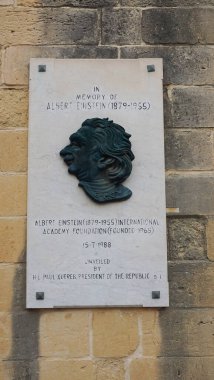 IN
MEMORY OF
ALBERT EINSTEIN (1879-1955)
ALBERT EINSTEIN (1879-1955) INTERNATIONAL
ACADEMY FOUNDATION (FOUNDED 1965)
15-7-1988
UNVEILED
BY
H.E. PAUL XUEREB, PRESIDENT OF THE REPUBLIC